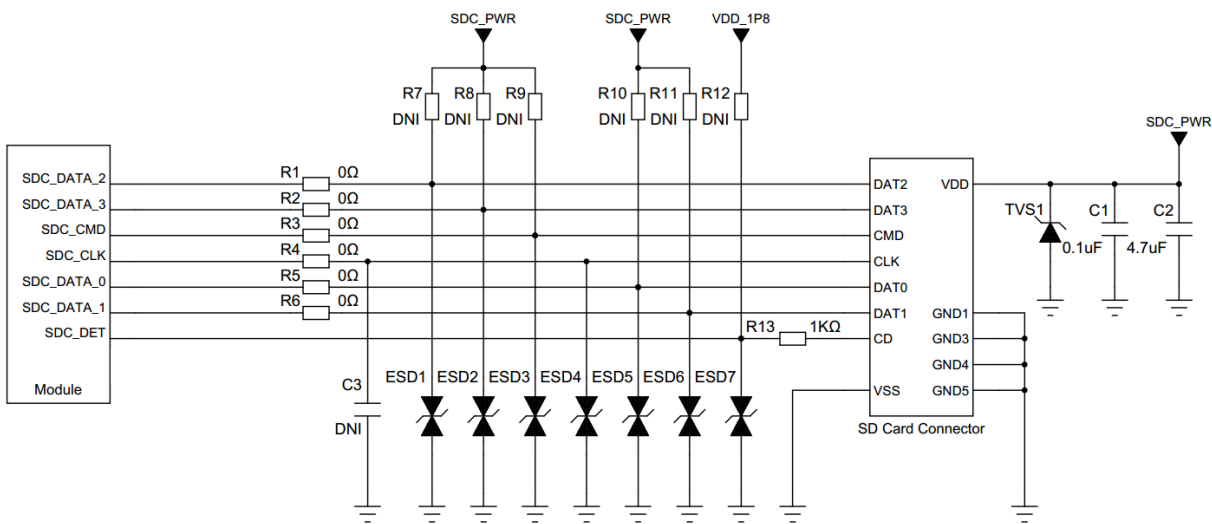 SDC_PWR SDC_PWR VDD_1P8
R7 R8 R9 R10 R11 R12
DNI DNI DNI DNI DNI DNI
SDC_PWR
SDC_DATA_2 R1 0Ω DAT2 VDD
SDC_DATA_3 R2 0Ω DAT3 TVS1 C1 C2
SDC_CMD R3 0Ω CMD
0.1uF 4.7uF
SDC_CLK R4 0Ω CLK
SDC_DATA_0 R5 0Ω DAT0
SDC_DATA_1 R6 0Ω DAT1 GND1
SDC_DET R13 1KΩ CD GND3
GND4
Module C3 ESD1 ESD2 ESD3 ESD4 ESD5 ESD6 ESD7 VSS GND5
DNI SD Card Connector